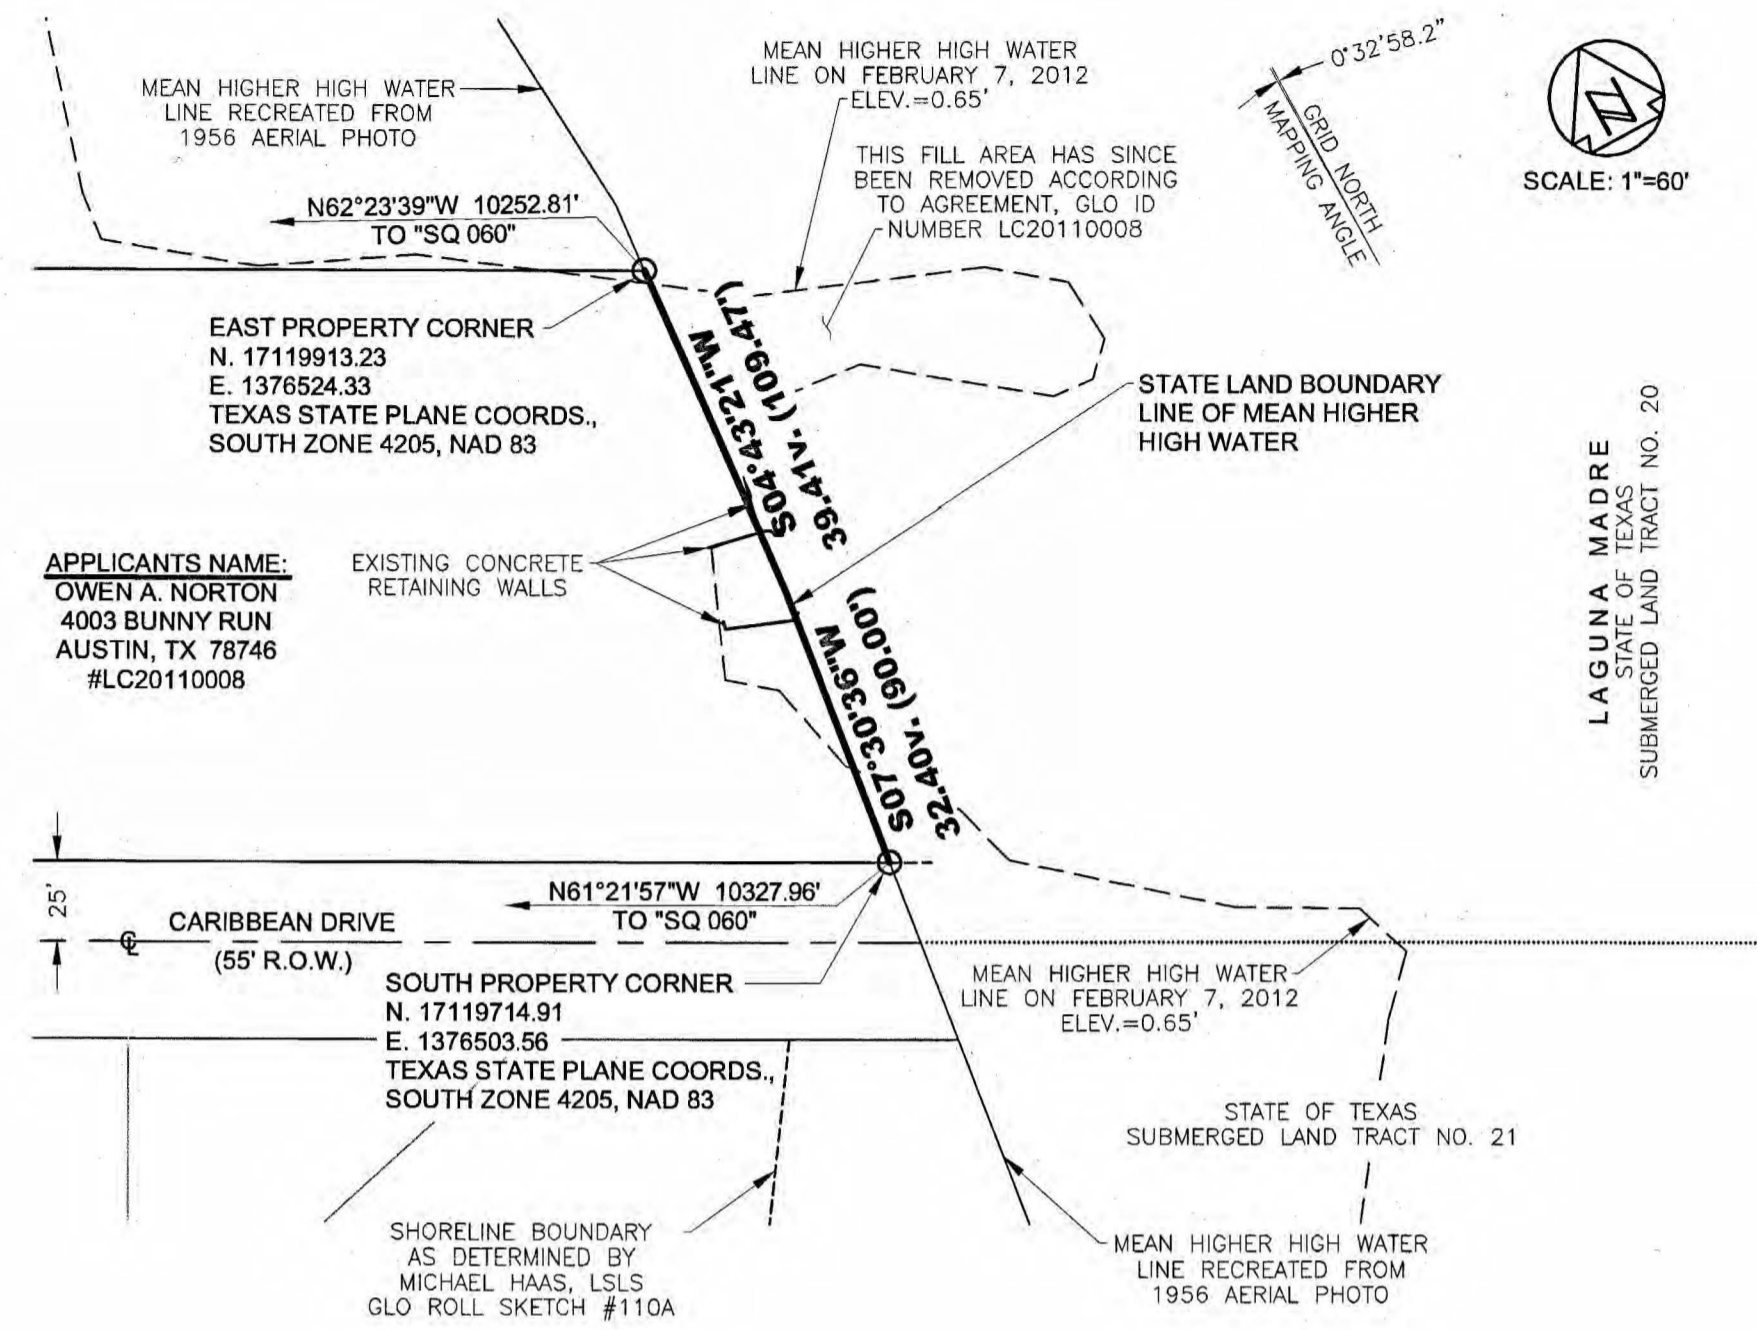 MEAN HIGHER HIGH WATER
LINE RECREATED FROM
1956 AERIAL PHOTO
MEAN HIGHER HIGH WATER
LINE ON FEBRUARY 7, 2012
ELEV.=0.65'
0°32'58.2"
GRID NORTH
MAPPING ANGLE
N
SCALE: 1"=60'
THIS FILL AREA HAS SINCE
BEEN REMOVED ACCORDING
TO AGREEMENT, GLO ID
NUMBER LC20110008
N62°23'39"W 10252.81'
TO "SQ 060"
EAST PROPERTY CORNER
N. 17119913.23
E. 1376524.33
TEXAS STATE PLANE COORDS.,
SOUTH ZONE 4205, NAD 83
S04°43'21"W
39.41v. (109.47')
STATE LAND BOUNDARY
LINE OF MEAN HIGHER
HIGH WATER
LAGUNA MADRE
STATE OF TEXAS
SUBMERGED LAND TRACT NO. 20
APPLICANTS NAME:
OWEN A. NORTON
4003 BUNNY RUN
AUSTIN, TX 78746
#LC20110008
EXISTING CONCRETE
RETAINING WALLS
S07°30'36"W
32.40v. (90.00')
25'
N61°21'57"W 10327.96'
TO "SQ 060"
CARIBBEAN DRIVE
(55' R.O.W.)
SOUTH PROPERTY CORNER
N. 17119714.91
E. 1376503.56
TEXAS STATE PLANE COORDS.,
SOUTH ZONE 4205, NAD 83
MEAN HIGHER HIGH WATER
LINE ON FEBRUARY 7, 2012
ELEV.=0.65'
STATE OF TEXAS
SUBMERGED LAND TRACT NO. 21
SHORELINE BOUNDARY
AS DETERMINED BY
MICHAEL HAAS, LSLS
GLO ROLL SKETCH #110A
MEAN HIGHER HIGH WATER
LINE RECREATED FROM
1956 AERIAL PHOTO